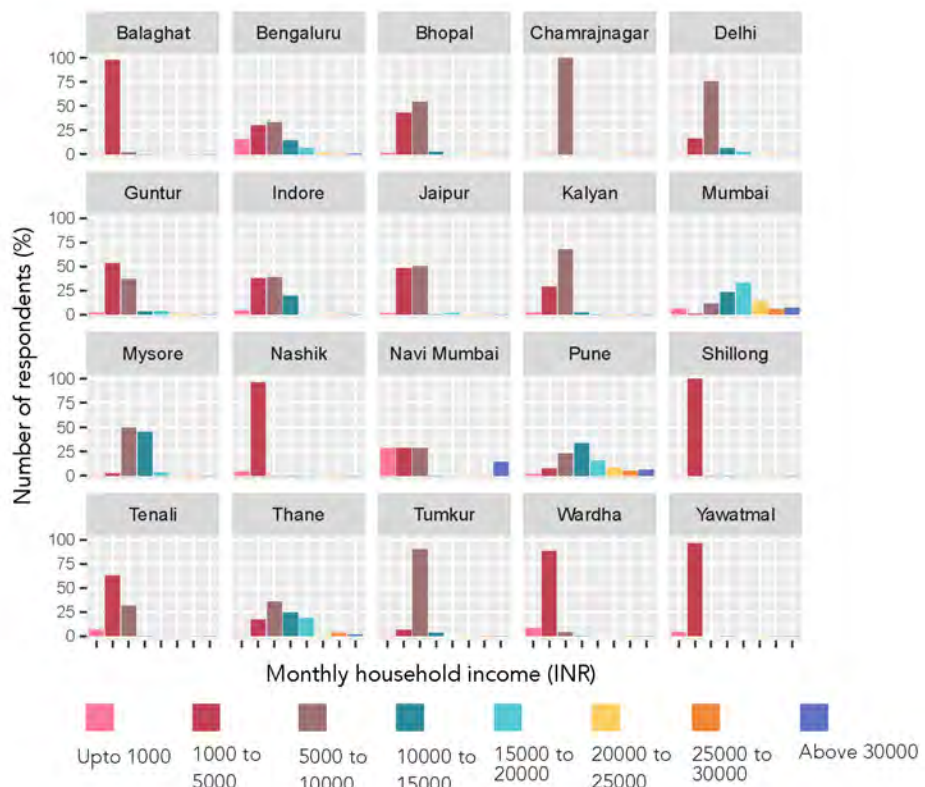 Balaghat Bengaluru Bhopal Chamrajnagar Delhi
100
75
50
25
0
Guntur Indore Jaipur Kalyan Mumbai
100
75
50
25
0
Number of respondents (%)
Mysore Nashik Navi Mumbai Pune Shillong
100
75
50
25
0
Tenali Thane Tumkur Wardha Yawatmal
100
75
50
25
0
Monthly household income (INR)
Upto 1000
1000 to
5000
5000 to
10000
10000 to
15000
15000 to
20000
20000 to
25000
25000 to
30000
Above 30000